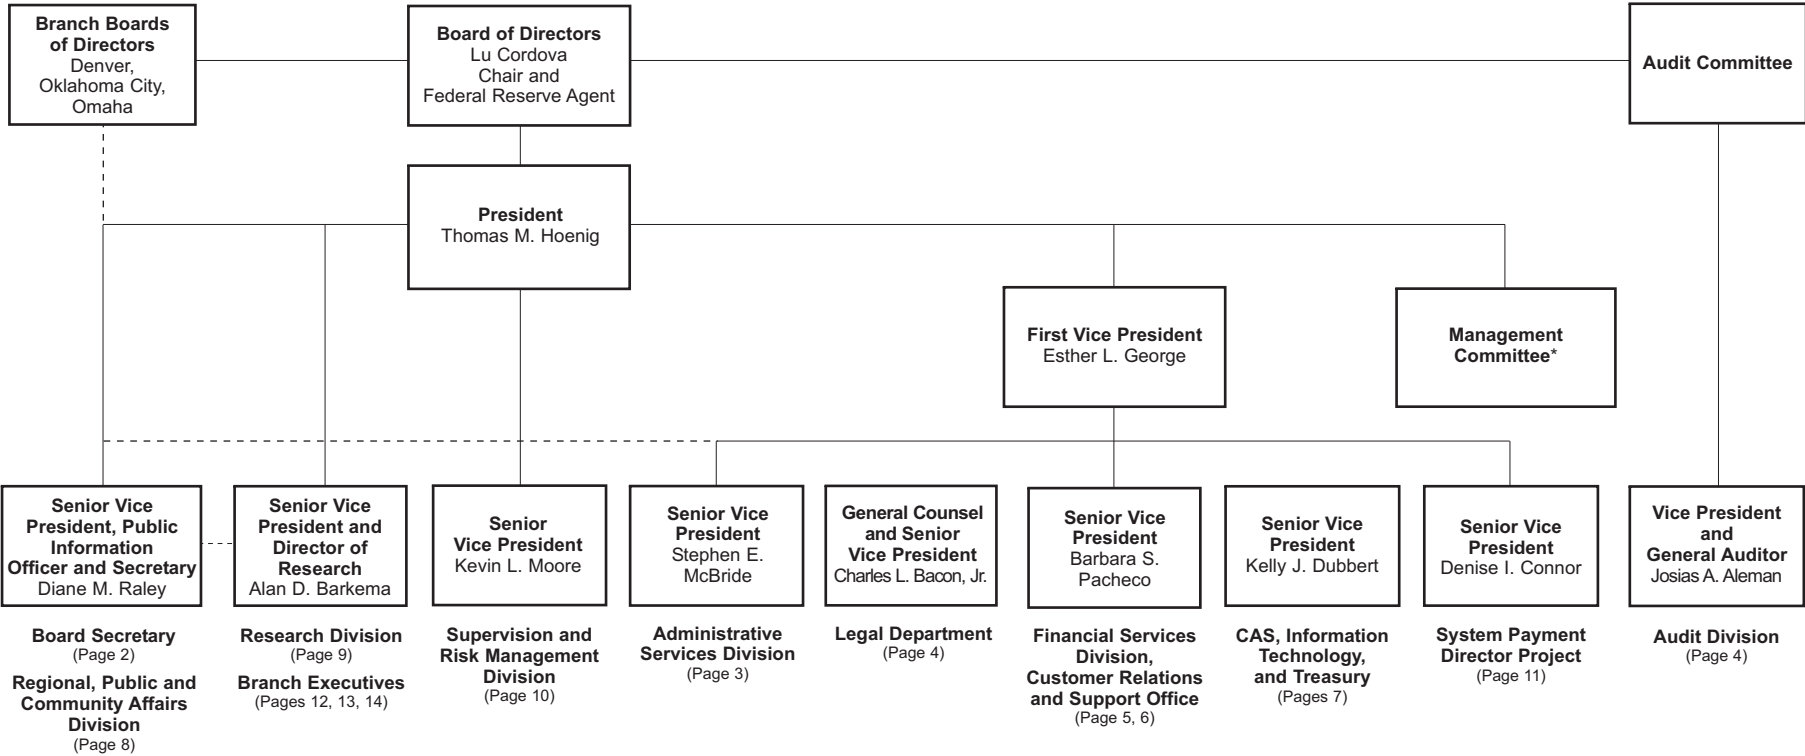 Branch Boards
of Directors
Denver,
Oklahoma City,
Omaha
Board of Directors
Lu Cordova
Chair and
Federal Reserve Agent
Audit Committee
President
Thomas M. Hoenig
First Vice President
Esther L. George
Management
Committee*
Senior Vice
President, Public
Information
Officer and Secretary
Diane M. Raley
Senior Vice
President and
Director of
Research
Alan D. Barkema
Senior
Vice President
Kevin L. Moore
Senior Vice
President
Stephen E.
McBride
General Counsel
and Senior
Vice President
Charles L. Bacon, Jr.
Senior Vice
President
Barbara S.
Pacheco
Senior Vice
President
Kelly J. Dubbert
Senior Vice
President
Denise I. Connor
Vice President
and
General Auditor
Josias A. Aleman
Board Secretary
(Page 2)
Regional, Public and
Community Affairs
Division
(Page 8)
Research Division
(Page 9)
Branch Executives
(Pages 12, 13, 14)
Supervision and
Risk Management
Division
(Page 10)
Administrative
Services Division
(Page 3)
Legal Department
(Page 4)
Financial Services
Division,
Customer Relations
and Support Office
(Page 5, 6)
CAS, Information
Technology,
and Treasury
(Pages 7)
System Payment
Director Project
(Page 11)
Audit Division
(Page 4)